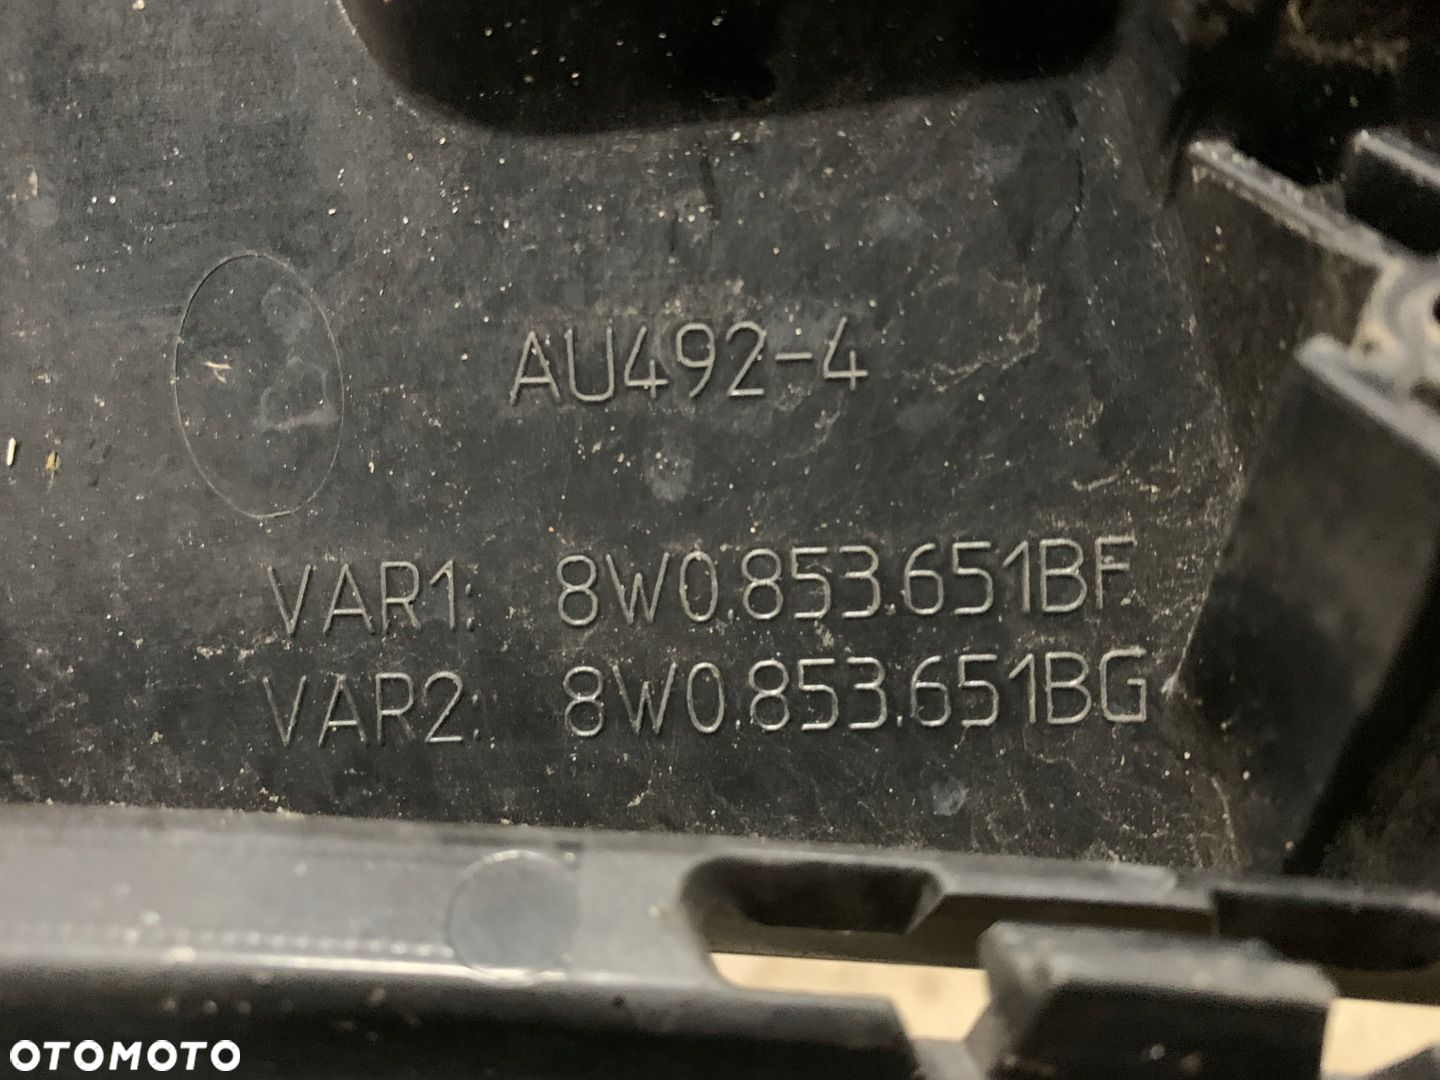 AU492-4
VAR1: 8W0.853.651BF
VAR2: 8W0.853.651BG
OTOMOTO